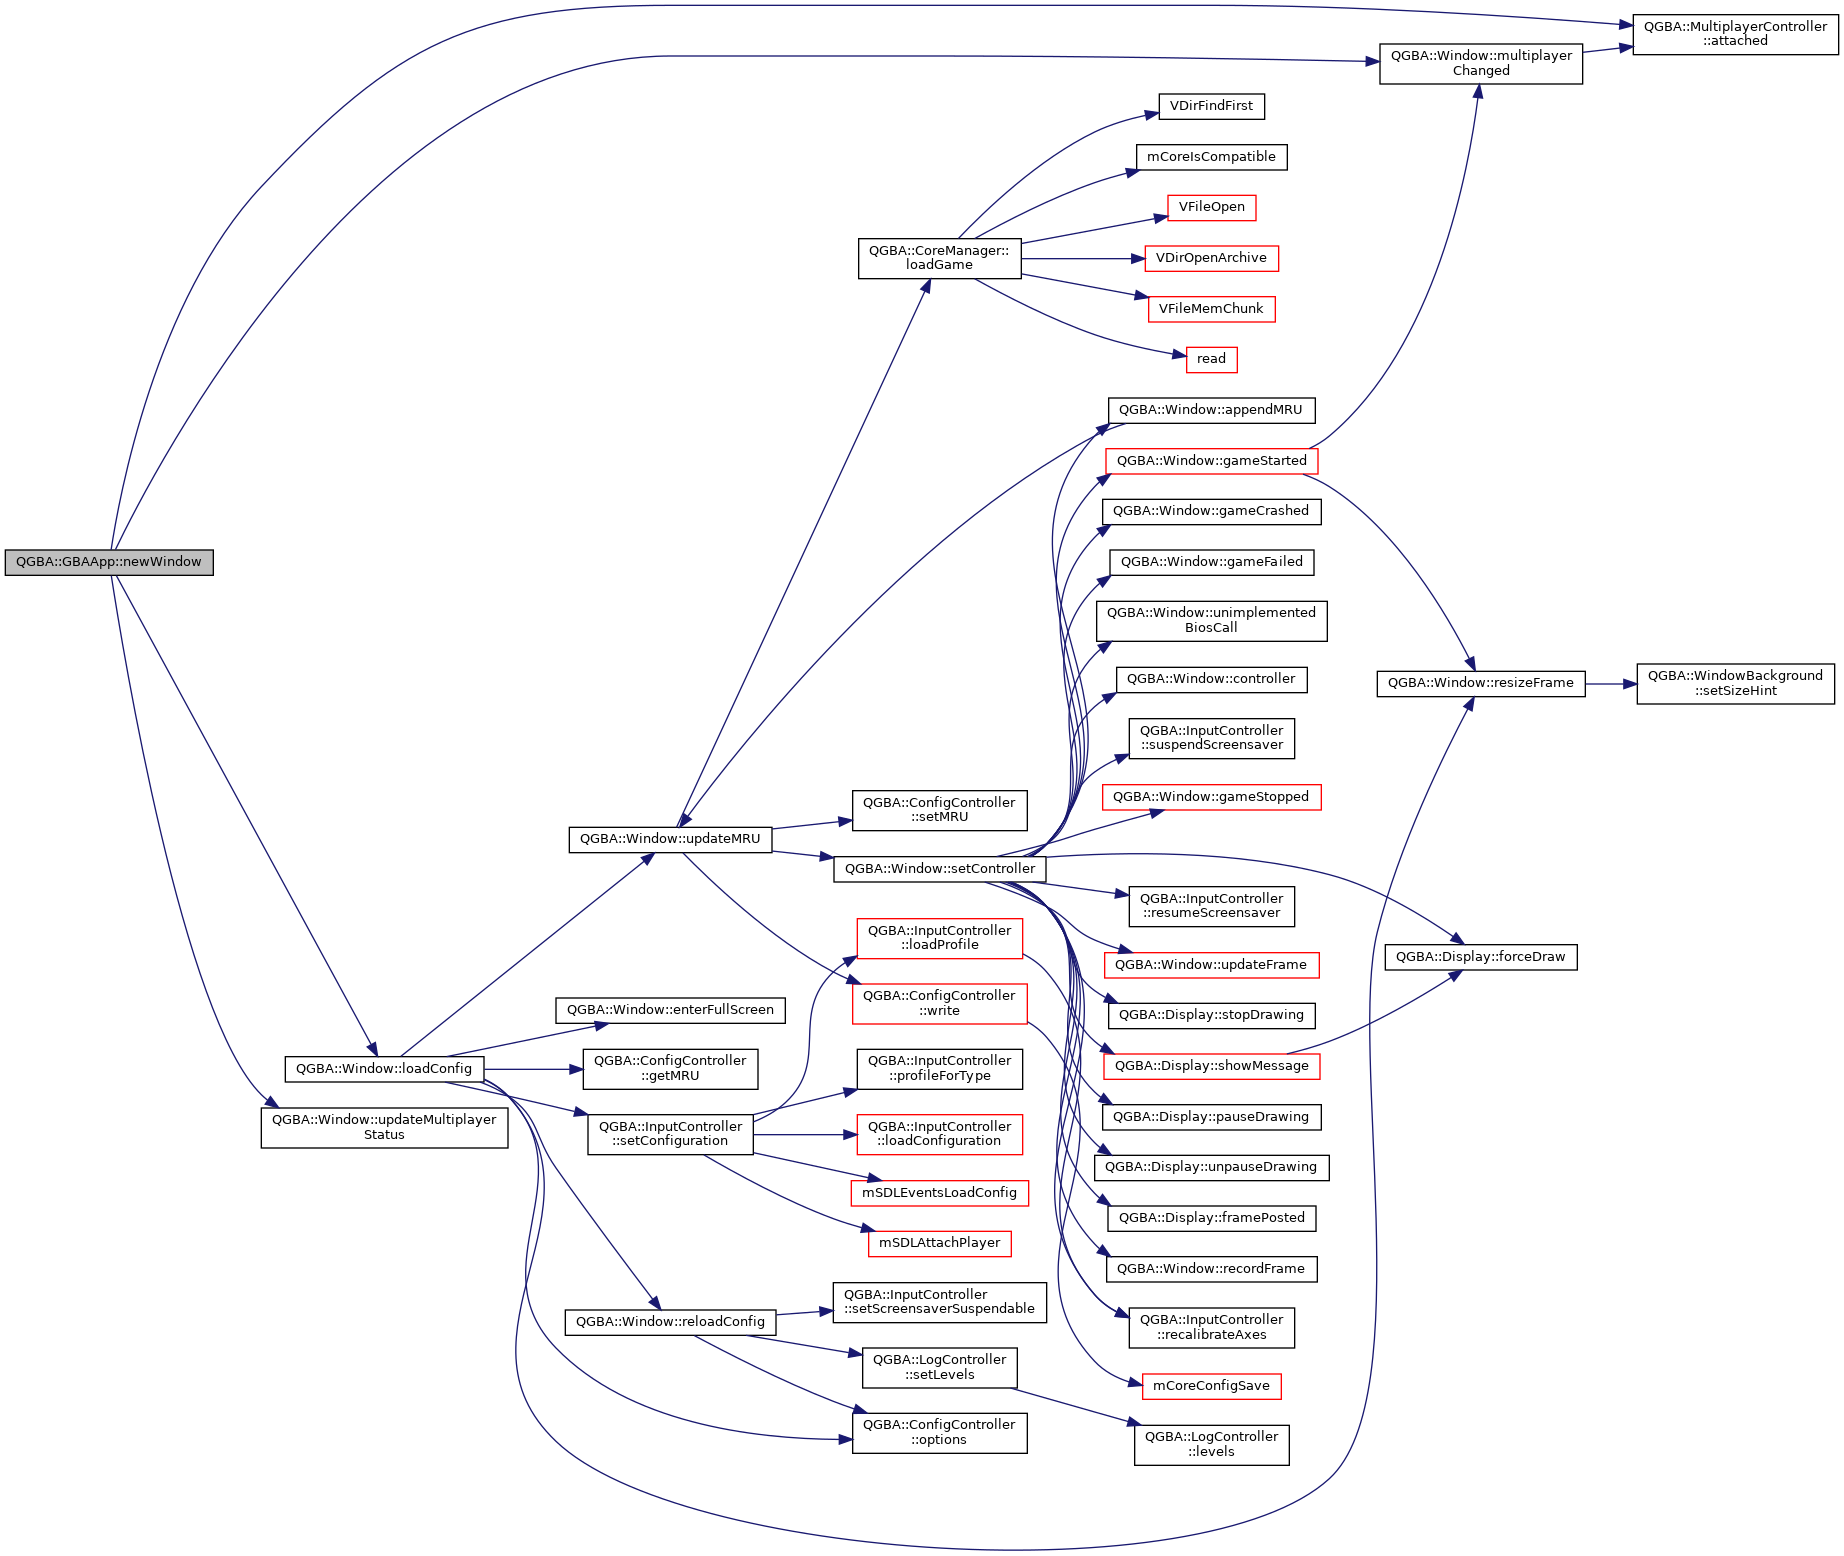 QGBA::MultiplayerController
::attached
QGBA::Window::multiplayer
Changed
VDirFindFirst
mCoreIsCompatible
VFileOpen
QGBA::CoreManager::
loadGame
VDirOpenArchive
VFileMemChunk
read
QGBA::Window::appendMRU
QGBA::Window::gameStarted
QGBA::Window::gameCrashed
QGBA::GBAApp::newWindow
QGBA::Window::gameFailed
QGBA::Window::unimplemented
BiosCall
QGBA::Window::controller
QGBA::Window::resizeFrame
QGBA::WindowBackground
::setSizeHint
QGBA::InputController
::suspendScreensaver
QGBA::Window::gameStopped
QGBA::ConfigController
::setMRU
QGBA::Window::updateMRU
QGBA::Window::setController
QGBA::InputController
::resumeScreensaver
QGBA::InputController
::loadProfile
QGBA::Display::forceDraw
QGBA::Window::updateFrame
QGBA::ConfigController
::write
QGBA::Window::enterFullScreen
QGBA::Display::stopDrawing
QGBA::Window::loadConfig
QGBA::ConfigController
::getMRU
QGBA::InputController
::profileForType
QGBA::Display::showMessage
QGBA::Window::updateMultiplayer
Status
QGBA::InputController
::setConfiguration
QGBA::InputController
::loadConfiguration
QGBA::Display::pauseDrawing
QGBA::Display::unpauseDrawing
mSDLEventsLoadConfig
QGBA::Display::framePosted
mSDLAttachPlayer
QGBA::Window::recordFrame
QGBA::Window::reloadConfig
QGBA::InputController
::setScreensaverSuspendable
QGBA::InputController
::recalibrateAxes
QGBA::LogController
::setLevels
mCoreConfigSave
QGBA::ConfigController
::options
QGBA::LogController
::levels